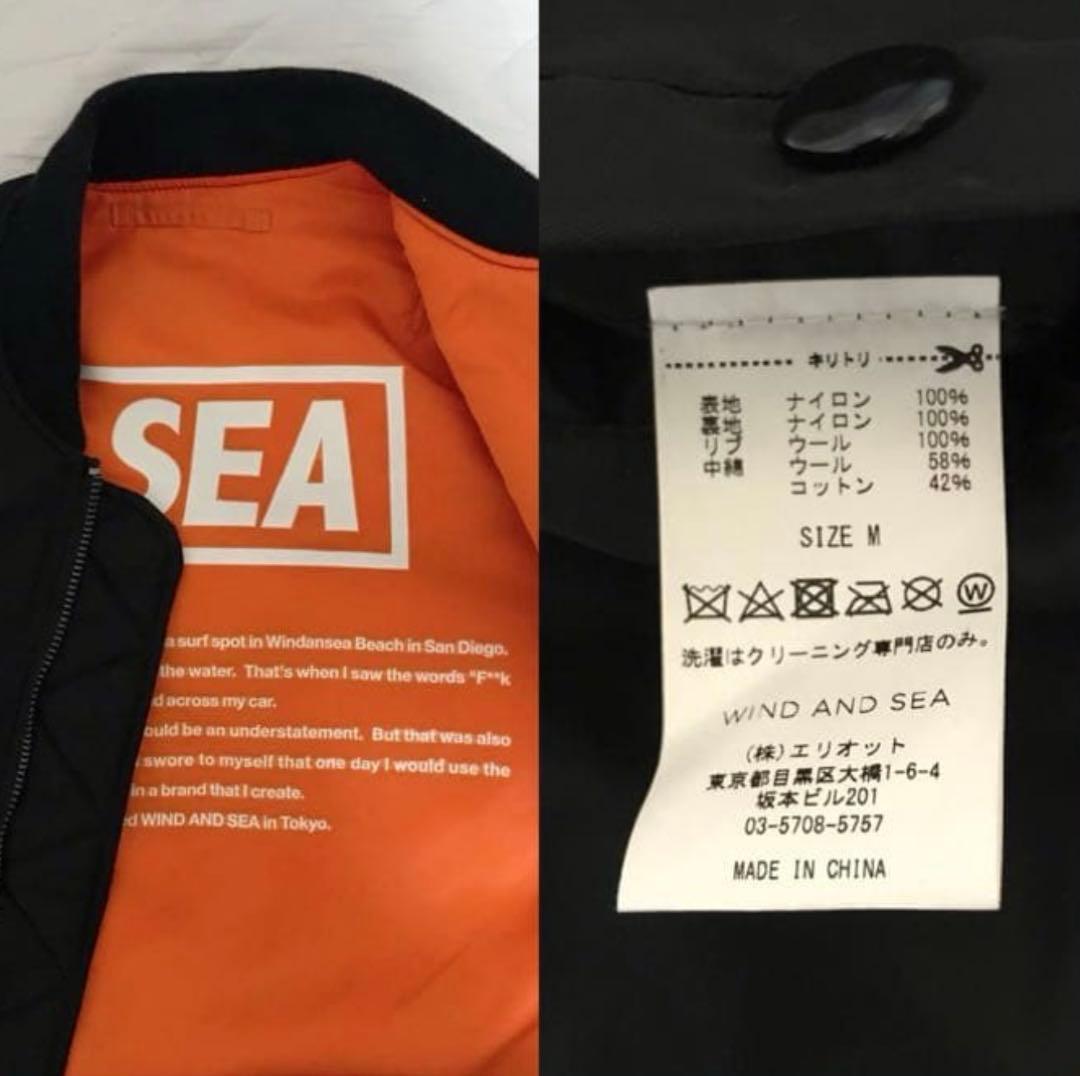 SEA
a surf spot in Windansea Beach in San Diego.
the water. That's when I saw the words "F**k
d across my car.
ould be an understatement. But that was also
swore to myself that one day I would use the
in a brand that I create.
ed WIND AND SEA in Tokyo.
キリトリ
表地 ナイロン 100%
裏地 ナイロン 100%
リブ ウール 100%
中綿 ウール 58%
コットン 42%
SIZE M
W
洗濯はクリーニング専門店のみ。
WIND AND SEA
(株)エリオット
東京都目黒区大橋1-6-4
坂本ビル201
03-5708-5757
MADE IN CHINA